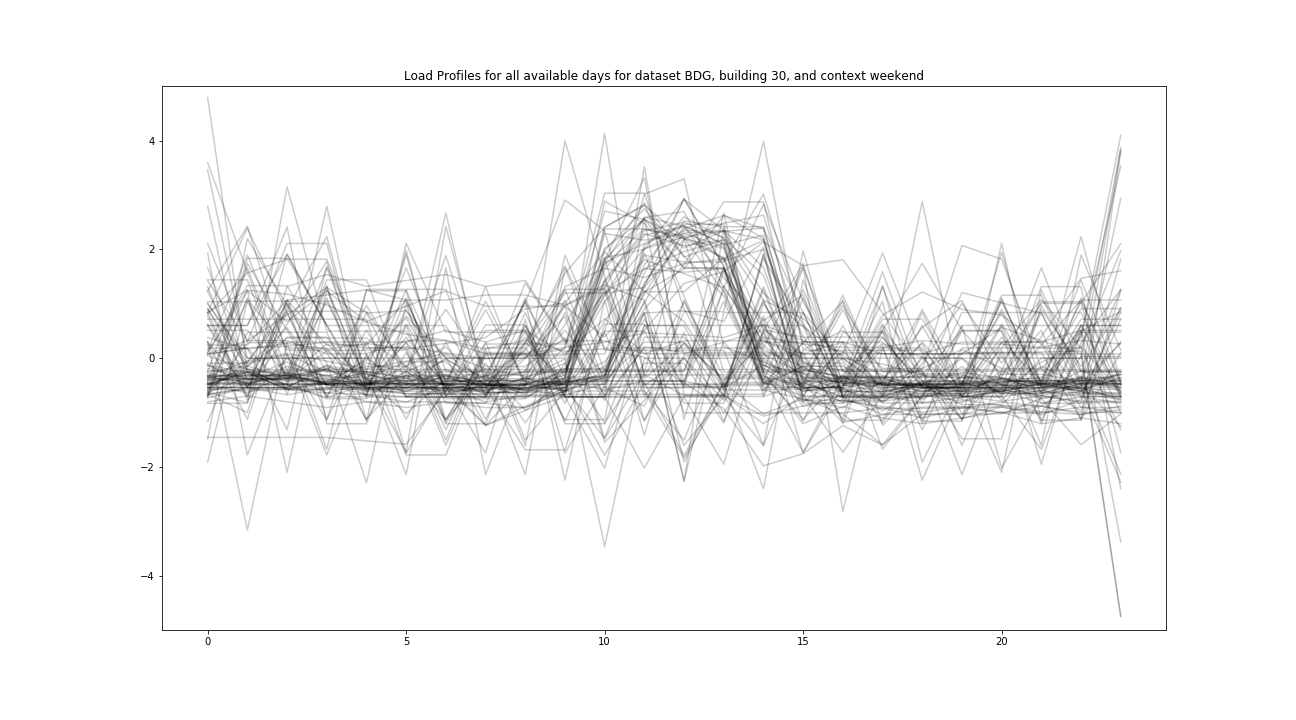 Load Profiles for all available days for dataset BDG, building 30, and context weekend
4
2
0
−2
−4
0 5 10 15 20